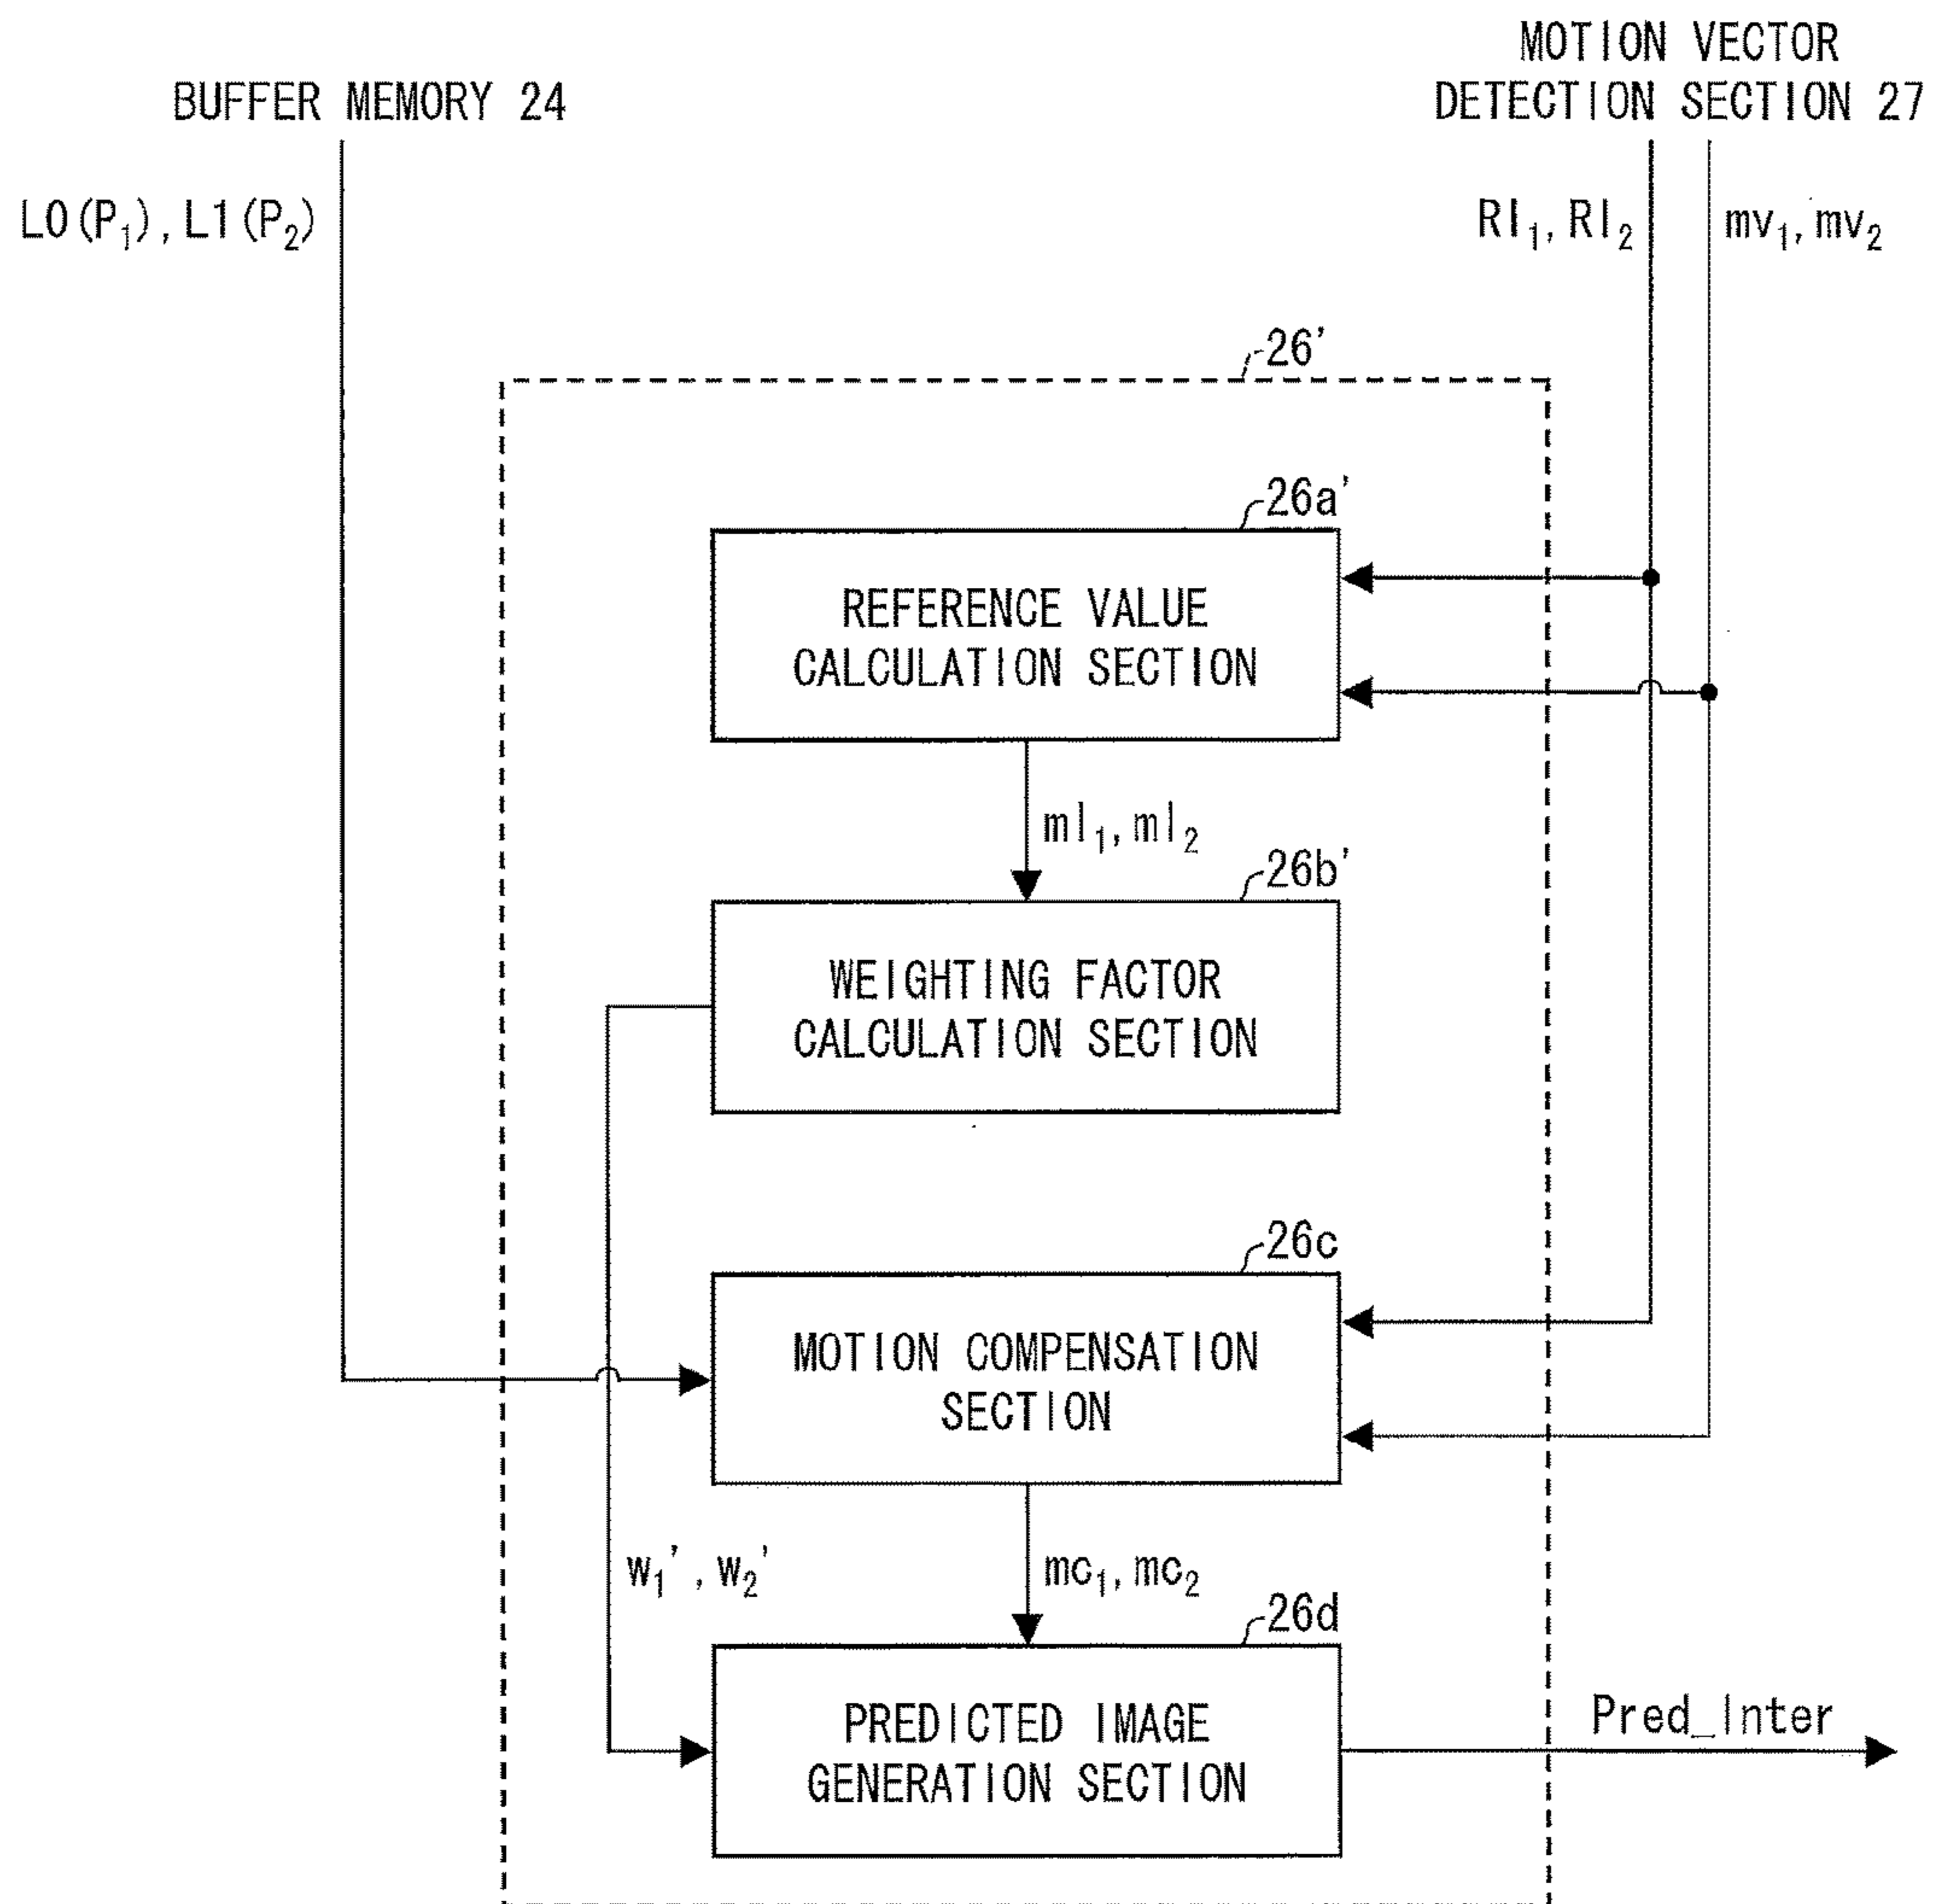 MOTION VECTOR
DETECTION SECTION 27
BUFFER MEMORY 24
L0(P₁), L1(P₂)
RI₁, RI₂
mv₁, mv₂
26'
26a'
REFERENCE VALUE
CALCULATION SECTION
mI₁, mI₂
26b'
WEIGHTING FACTOR
CALCULATION SECTION
26c
MOTION COMPENSATION
SECTION
w₁', w₂'
mc₁, mc₂
26d
PREDICTED IMAGE
GENERATION SECTION
Pred_Inter